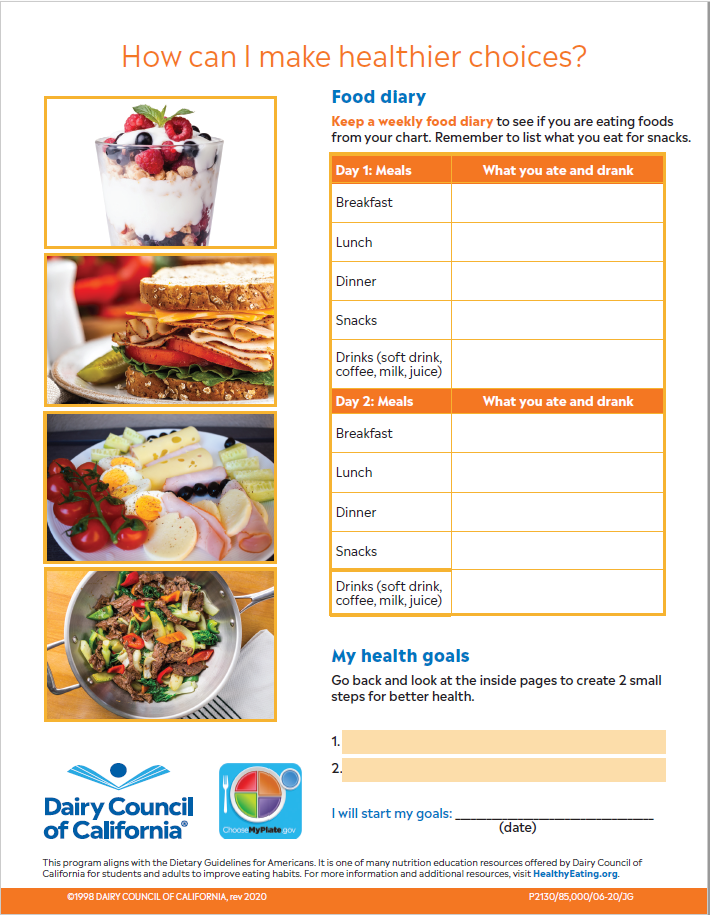 How can I make healthier choices?
Food diary
Keep a weekly food diary to see if you are eating foods
from your chart. Remember to list what you eat for snacks.
Day 1: Meals What you ate and drank
Breakfast
Lunch
Dinner
Snacks
Drinks (soft drink,
coffee, milk, juice)
Day 2: Meals What you ate and drank
Breakfast
Lunch
Dinner
Snacks
Drinks (soft drink,
coffee, milk, juice)
My health goals
Go back and look at the inside pages to create 2 small
steps for better health.
1.
2.
I will start my goals: ______________________________
(date)
Dairy Council
of California®
ChooseMyPlate.gov
This program aligns with the Dietary Guidelines for Americans. It is one of many nutrition education resources offered by Dairy Council of
California for students and adults to improve eating habits. For more information and additional resources, visit HealthyEating.org.
©1998 DAIRY COUNCIL OF CALIFORNIA, rev 2020 P2130/85,000/06-20/JG